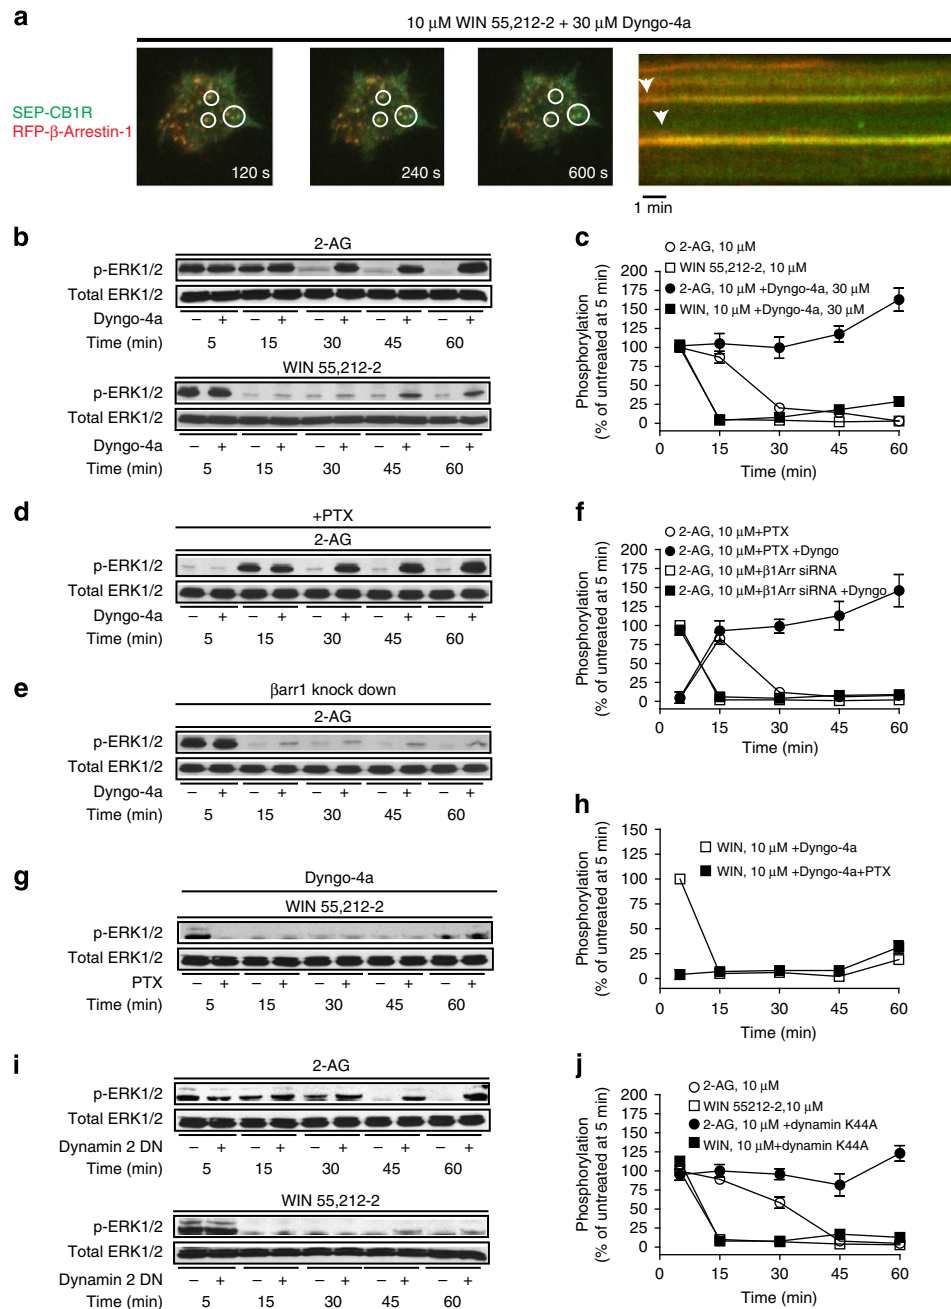 a
10 µM WIN 55,212-2 + 30 µM Dyngo-4a
SEP-CB1R
RFP-β-Arrestin-1
120 s
240 s
600 s
1 min
b
2-AG
p-ERK1/2
Total ERK1/2
Dyngo-4a – + – + – + – + – +
Time (min) 5 15 30 45 60
WIN 55,212-2
p-ERK1/2
Total ERK1/2
Dyngo-4a – + – + – + – + – +
Time (min) 5 15 30 45 60
c
2-AG, 10 µM
WIN 55,212-2, 10 µM
2-AG, 10 µM +Dyngo-4a, 30 µM
WIN, 10 µM +Dyngo-4a, 30 µM
Phosphorylation
(% of untreated at 5 min)
200
175
150
125
100
75
50
25
0
0 15 30 45 60
Time (min)
d
+PTX
2-AG
p-ERK1/2
Total ERK1/2
Dyngo-4a – + – + – + – + – +
Time (min) 5 15 30 45 60
e
βarr1 knock down
2-AG
p-ERK1/2
Total ERK1/2
Dyngo-4a – + – + – + – + – +
Time (min) 5 15 30 45 60
f
2-AG, 10 µM+PTX
2-AG, 10 µM+PTX +Dyngo
2-AG, 10 µM+β1Arr siRNA
2-AG, 10 µM+β1Arr siRNA +Dyngo
Phosphorylation
(% of untreated at 5 min)
200
175
150
125
100
75
50
25
0
0 15 30 45 60
Time (min)
g
Dyngo-4a
WIN 55,212-2
p-ERK1/2
Total ERK1/2
PTX – + – + – + – + – +
Time (min) 5 15 30 45 60
h
WIN, 10 µM +Dyngo-4a
WIN, 10 µM +Dyngo-4a+PTX
Phosphorylation
(% of untreated at 5 min)
150
125
100
75
50
25
0
0 15 30 45 60
Time (min)
i
2-AG
p-ERK1/2
Total ERK1/2
Dynamin 2 DN – + – + – + – + – +
Time (min) 5 15 30 45 60
WIN 55,212-2
p-ERK1/2
Total ERK1/2
Dynamin 2 DN – + – + – + – + – +
Time (min) 5 15 30 45 60
j
2-AG, 10 µM
WIN 55212-2,10 µM
2-AG, 10 µM +dynamin K44A
WIN, 10 µM+dynamin K44A
Phosphorylation
(% of untreated at 5 min)
200
175
150
125
100
75
50
25
0
0 15 30 45 60
Time (min)